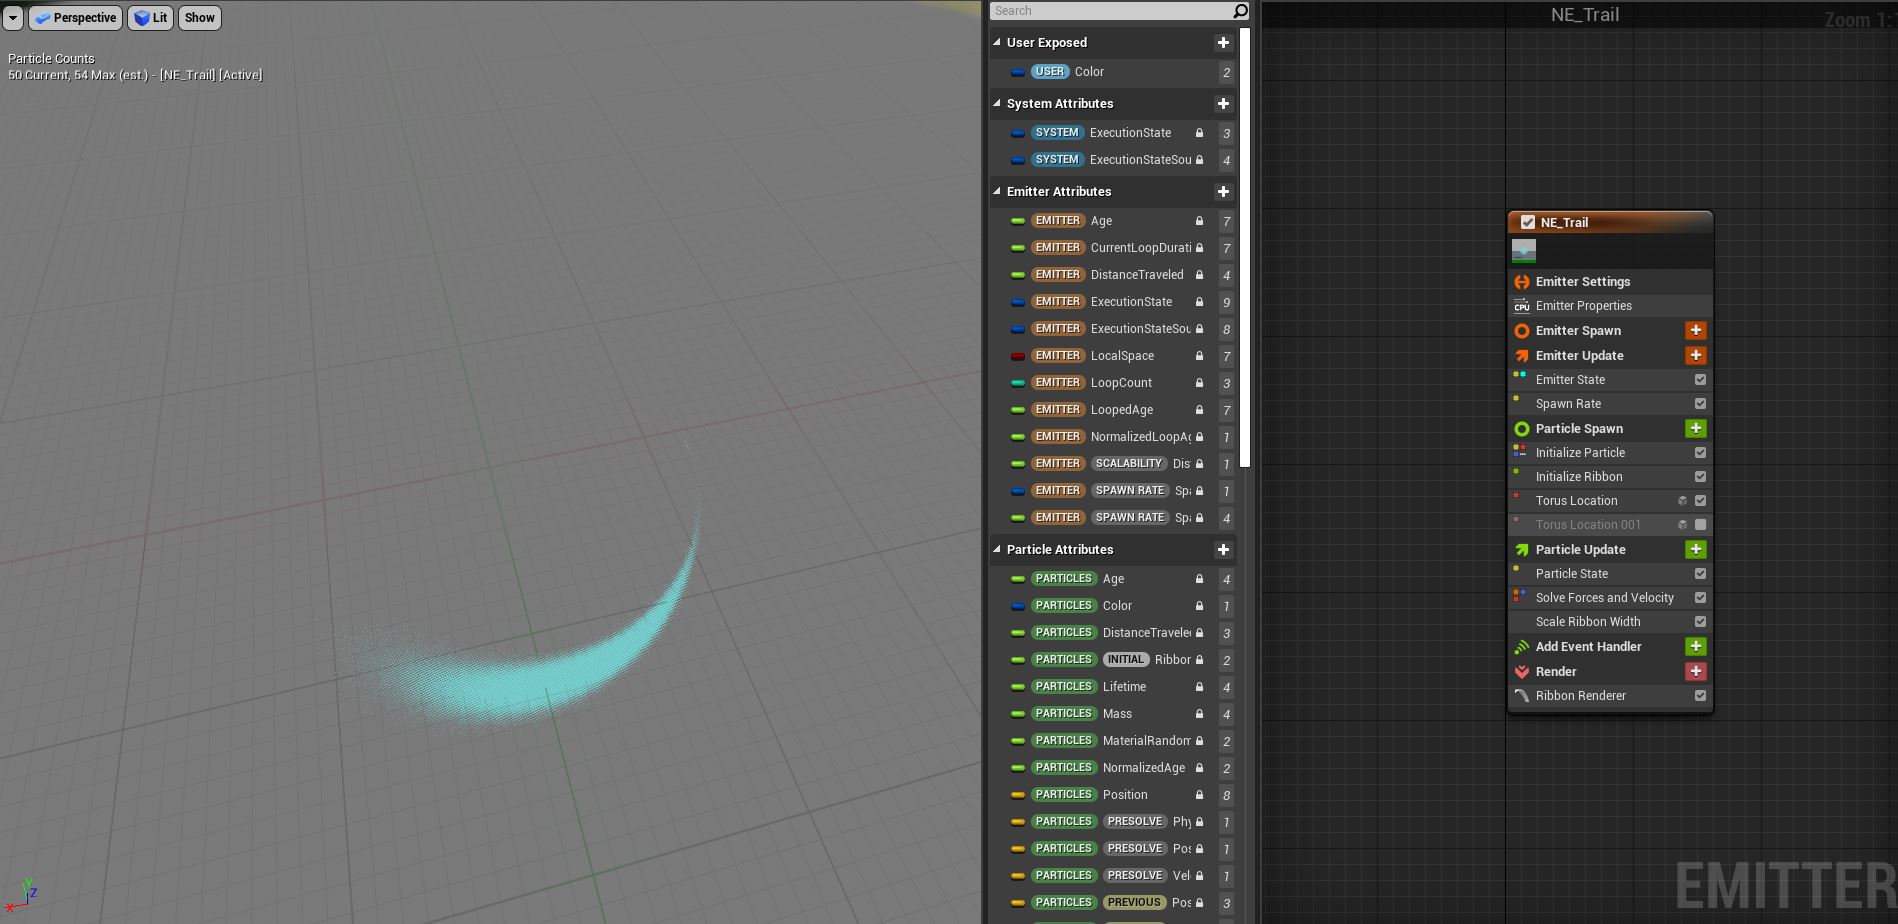 Perspective
Lit
Show
Particle Counts
50 Current, 54 Max (est.) - [NE_Trail] [Active]
X
Y
Z
Search
User Exposed
USER Color 2
System Attributes
SYSTEM ExecutionState 3
SYSTEM ExecutionStateSou 4
Emitter Attributes
EMITTER Age 7
EMITTER CurrentLoopDurati 7
EMITTER DistanceTraveled 4
EMITTER ExecutionState 9
EMITTER ExecutionStateSou 8
EMITTER LocalSpace 7
EMITTER LoopCount 3
EMITTER LoopedAge 7
EMITTER NormalizedLoopAg 1
EMITTER SCALABILITY Dis 1
EMITTER SPAWN RATE Spa 1
EMITTER SPAWN RATE Spa 4
Particle Attributes
PARTICLES Age 4
PARTICLES Color 1
PARTICLES DistanceTraveled 3
PARTICLES INITIAL Ribbon 2
PARTICLES Lifetime 4
PARTICLES Mass 4
PARTICLES MaterialRandom 2
PARTICLES NormalizedAge 2
PARTICLES Position 8
PARTICLES PRESOLVE Phy 1
PARTICLES PRESOLVE Pos 1
PARTICLES PRESOLVE Vel 1
PARTICLES PREVIOUS Pos 3
NE_Trail
Zoom 1:
NE_Trail
Emitter Settings
CPU Emitter Properties
Emitter Spawn
Emitter Update
Emitter State
Spawn Rate
Particle Spawn
Initialize Particle
Initialize Ribbon
Torus Location
Torus Location 001
Particle Update
Particle State
Solve Forces and Velocity
Scale Ribbon Width
Add Event Handler
Render
Ribbon Renderer
EMITTER